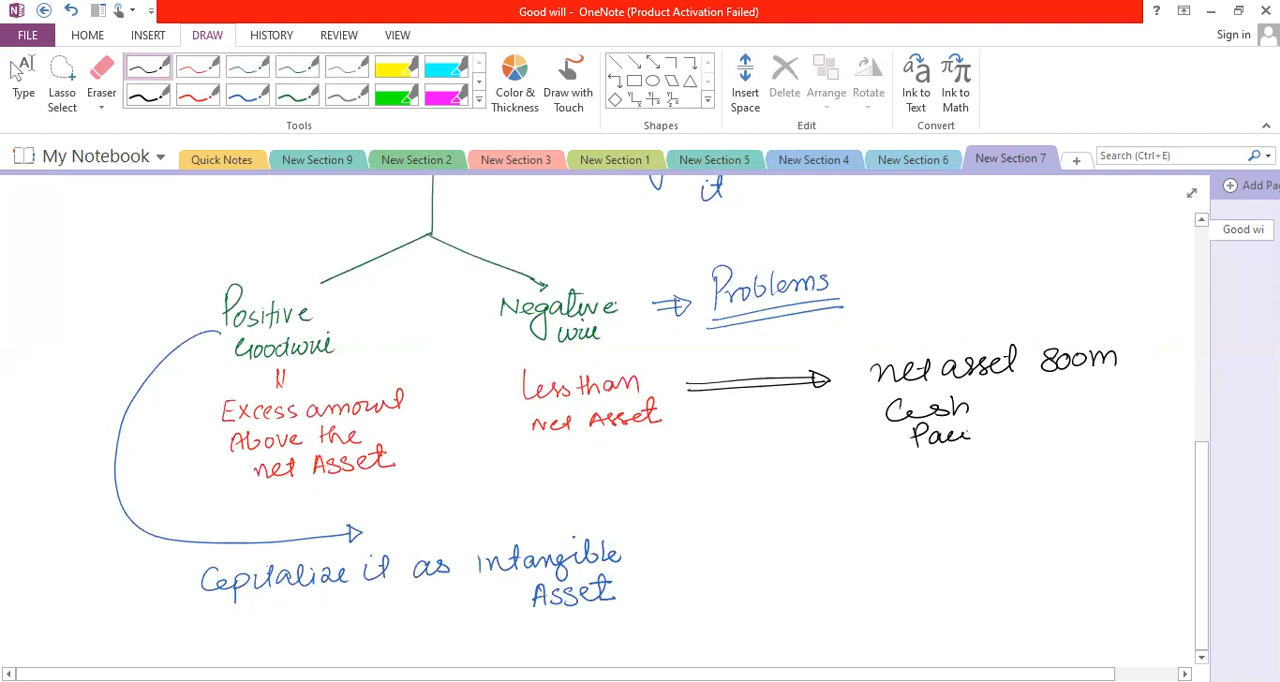 Good will - OneNote (Product Activation Failed)
FILE HOME INSERT DRAW HISTORY REVIEW VIEW
Sign in
Type
Lasso Select
Eraser
Color & Thickness
Draw with Touch
Insert Space
Delete
Arrange
Rotate
Ink to Text
Ink to Math
Tools
Shapes
Edit
Convert
My Notebook
Quick Notes
New Section 9
New Section 2
New Section 3
New Section 1
New Section 5
New Section 4
New Section 6
New Section 7
Search (Ctrl+E)
Add Pa
Good wi
it
Positive
Goodwill
Excess amount
Above the
net Asset
Negative
will
Problems
Less than
Net Asset
net asset 800m
Cash
Pai
Capitalize it as intangible
Asset